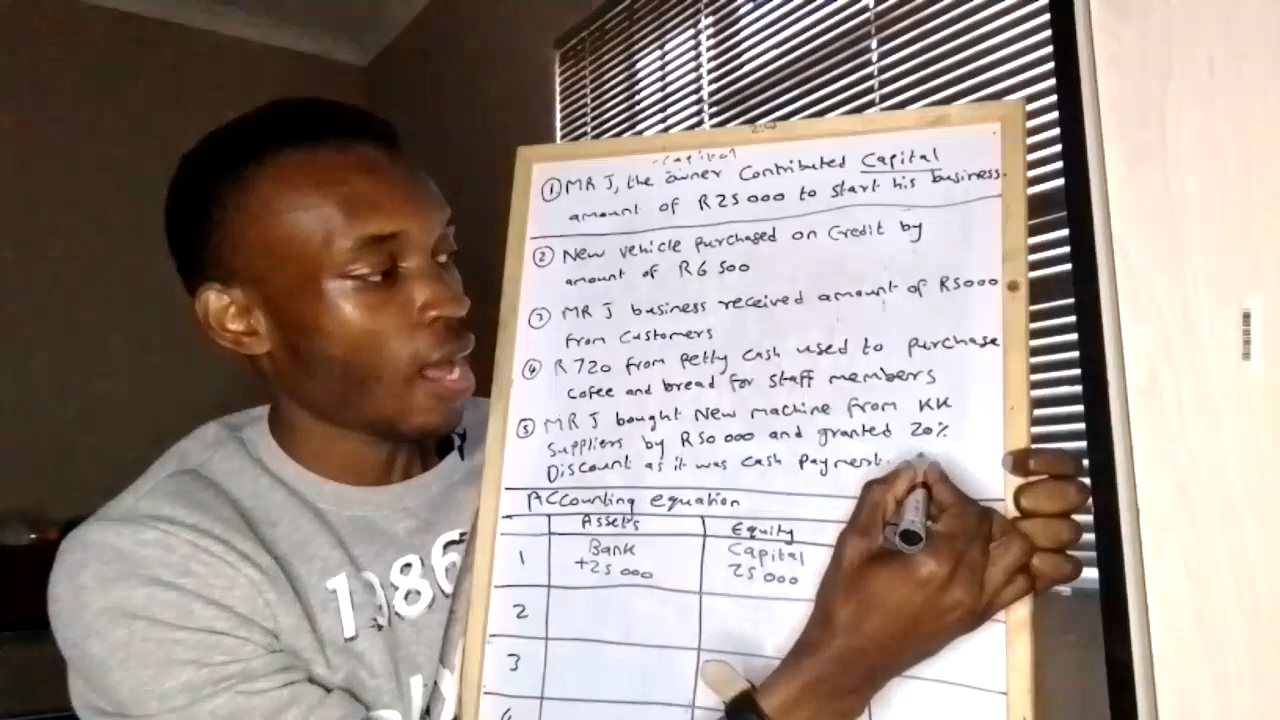 - Capital
① MR J, the owner Contributed Capital
amount of R25 000 to start his business.
② New vehicle purchased on Credit by
amount of R6 500
③ MR J business received amount of R5000
from Customers
④ R720 from Petty Cash used to purchase
Cofee and bread for staff members
⑤ MR J bought New machine from KK
Suppliers by R50 000 and granted 20%
Discount as it was cash Payment.
ACCounting equation
Assets Equity
1 Bank Capital
+25 000 25 000
2
3
1986